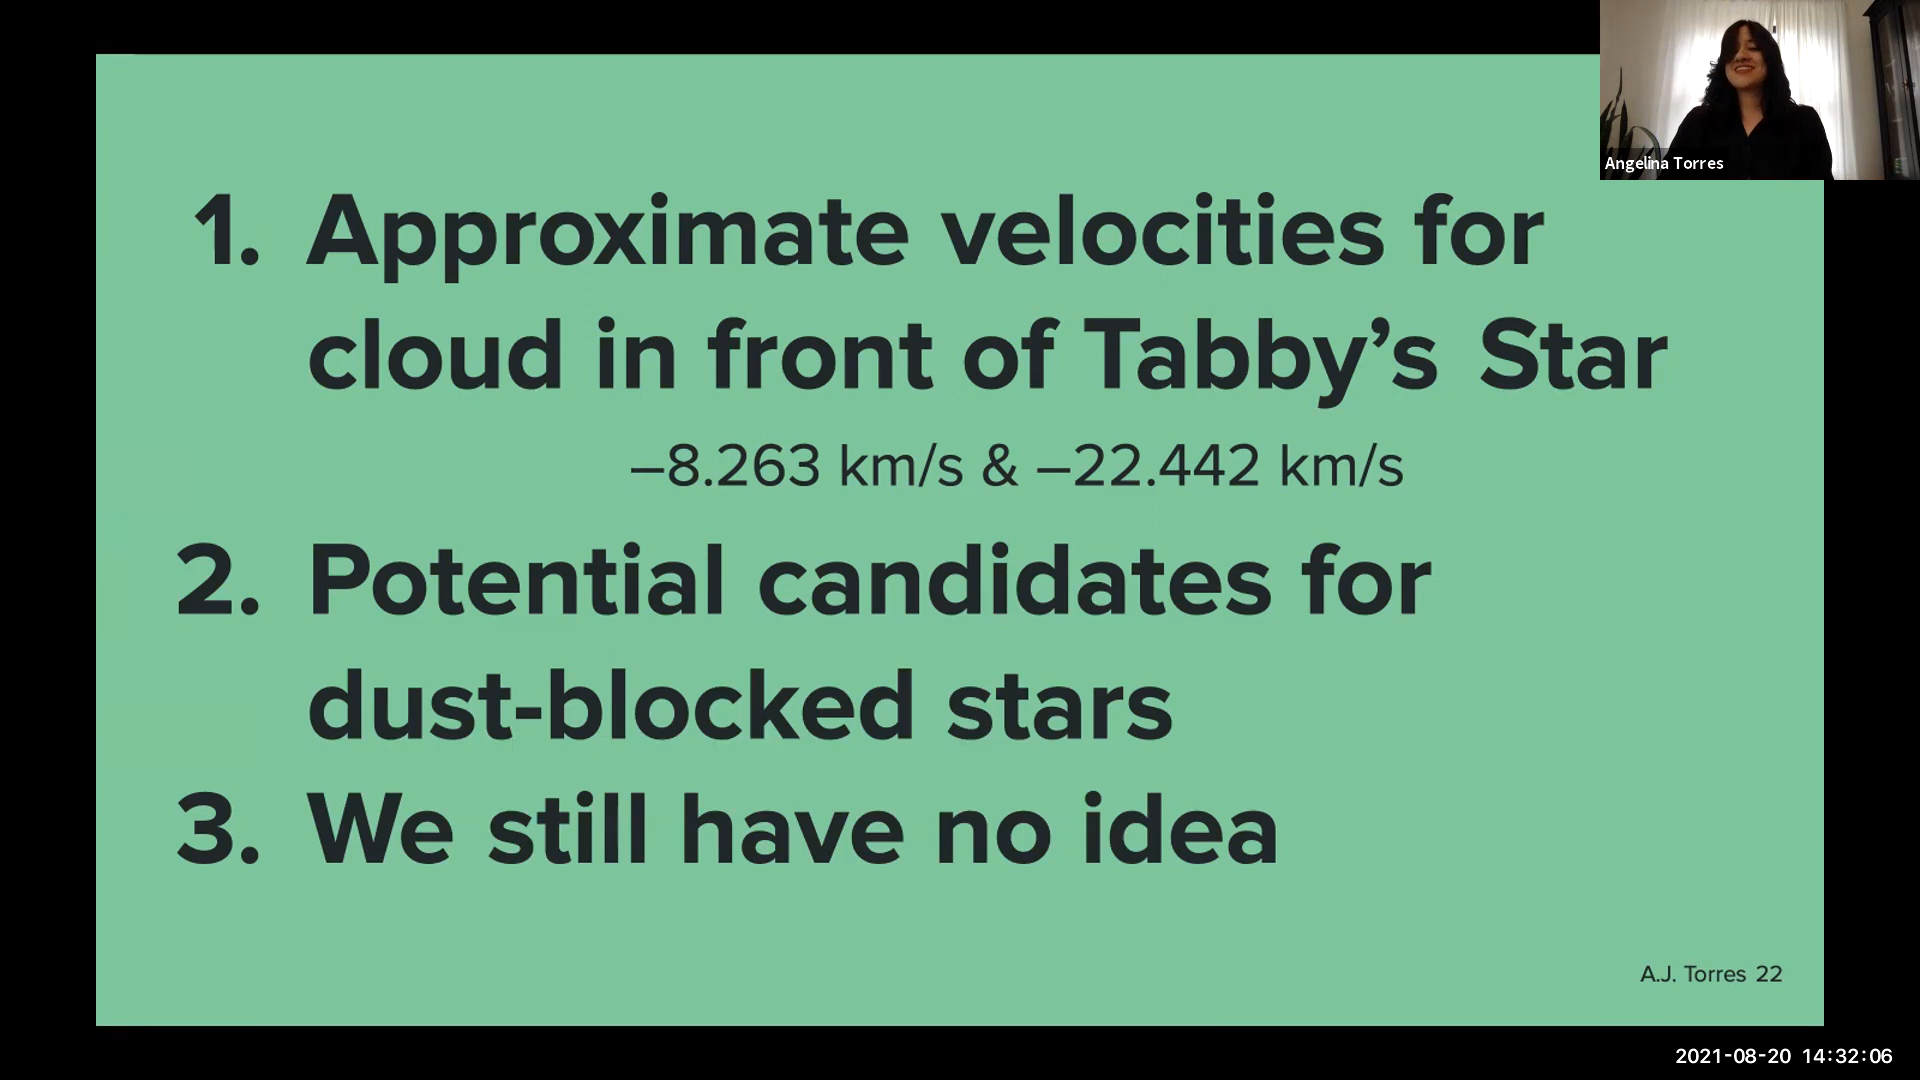 Angelina Torres
1. Approximate velocities for
cloud in front of Tabby’s Star
–8.263 km/s & –22.442 km/s
2. Potential candidates for
dust-blocked stars
3. We still have no idea
A.J. Torres 22
2021-08-20 14:32:06